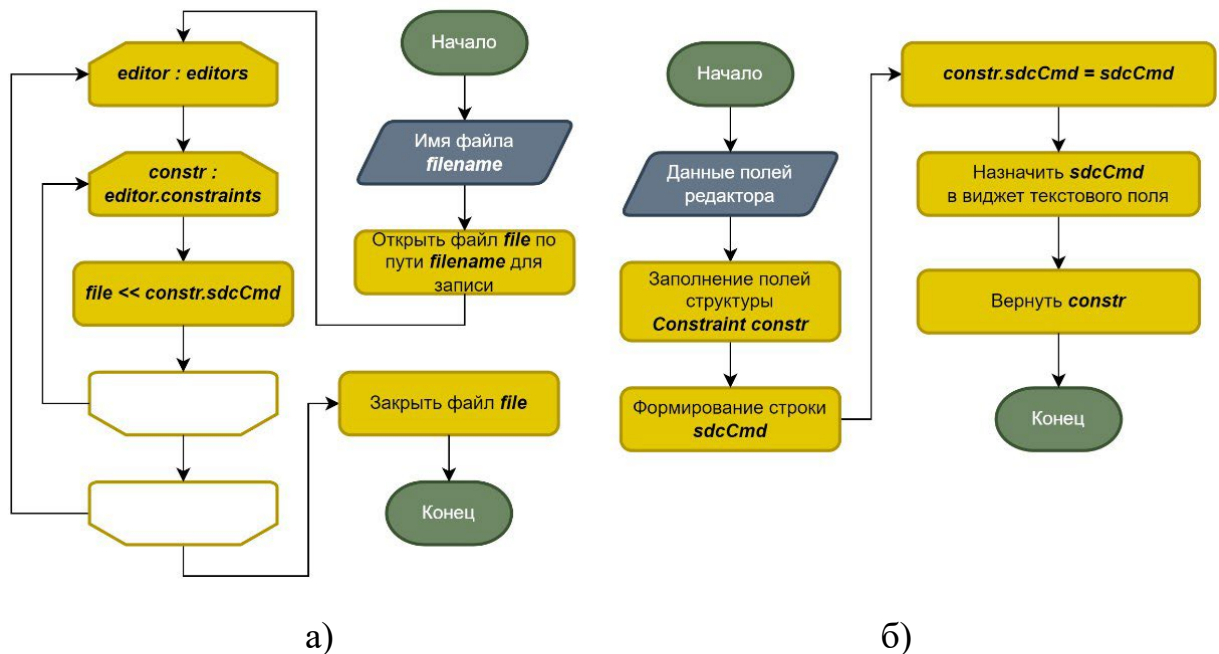 Начало
Имя файла
filename
Открыть файл file по
пути filename для
записи
editor : editors
constr :
editor.constraints
file << constr.sdcCmd
Закрыть файл file
Конец
а)
Начало
Данные полей
редактора
Заполнение полей
структуры
Constraint constr
Формирование строки
sdcCmd
constr.sdcCmd = sdcCmd
Назначить sdcCmd
в виджет текстового поля
Вернуть constr
Конец
б)